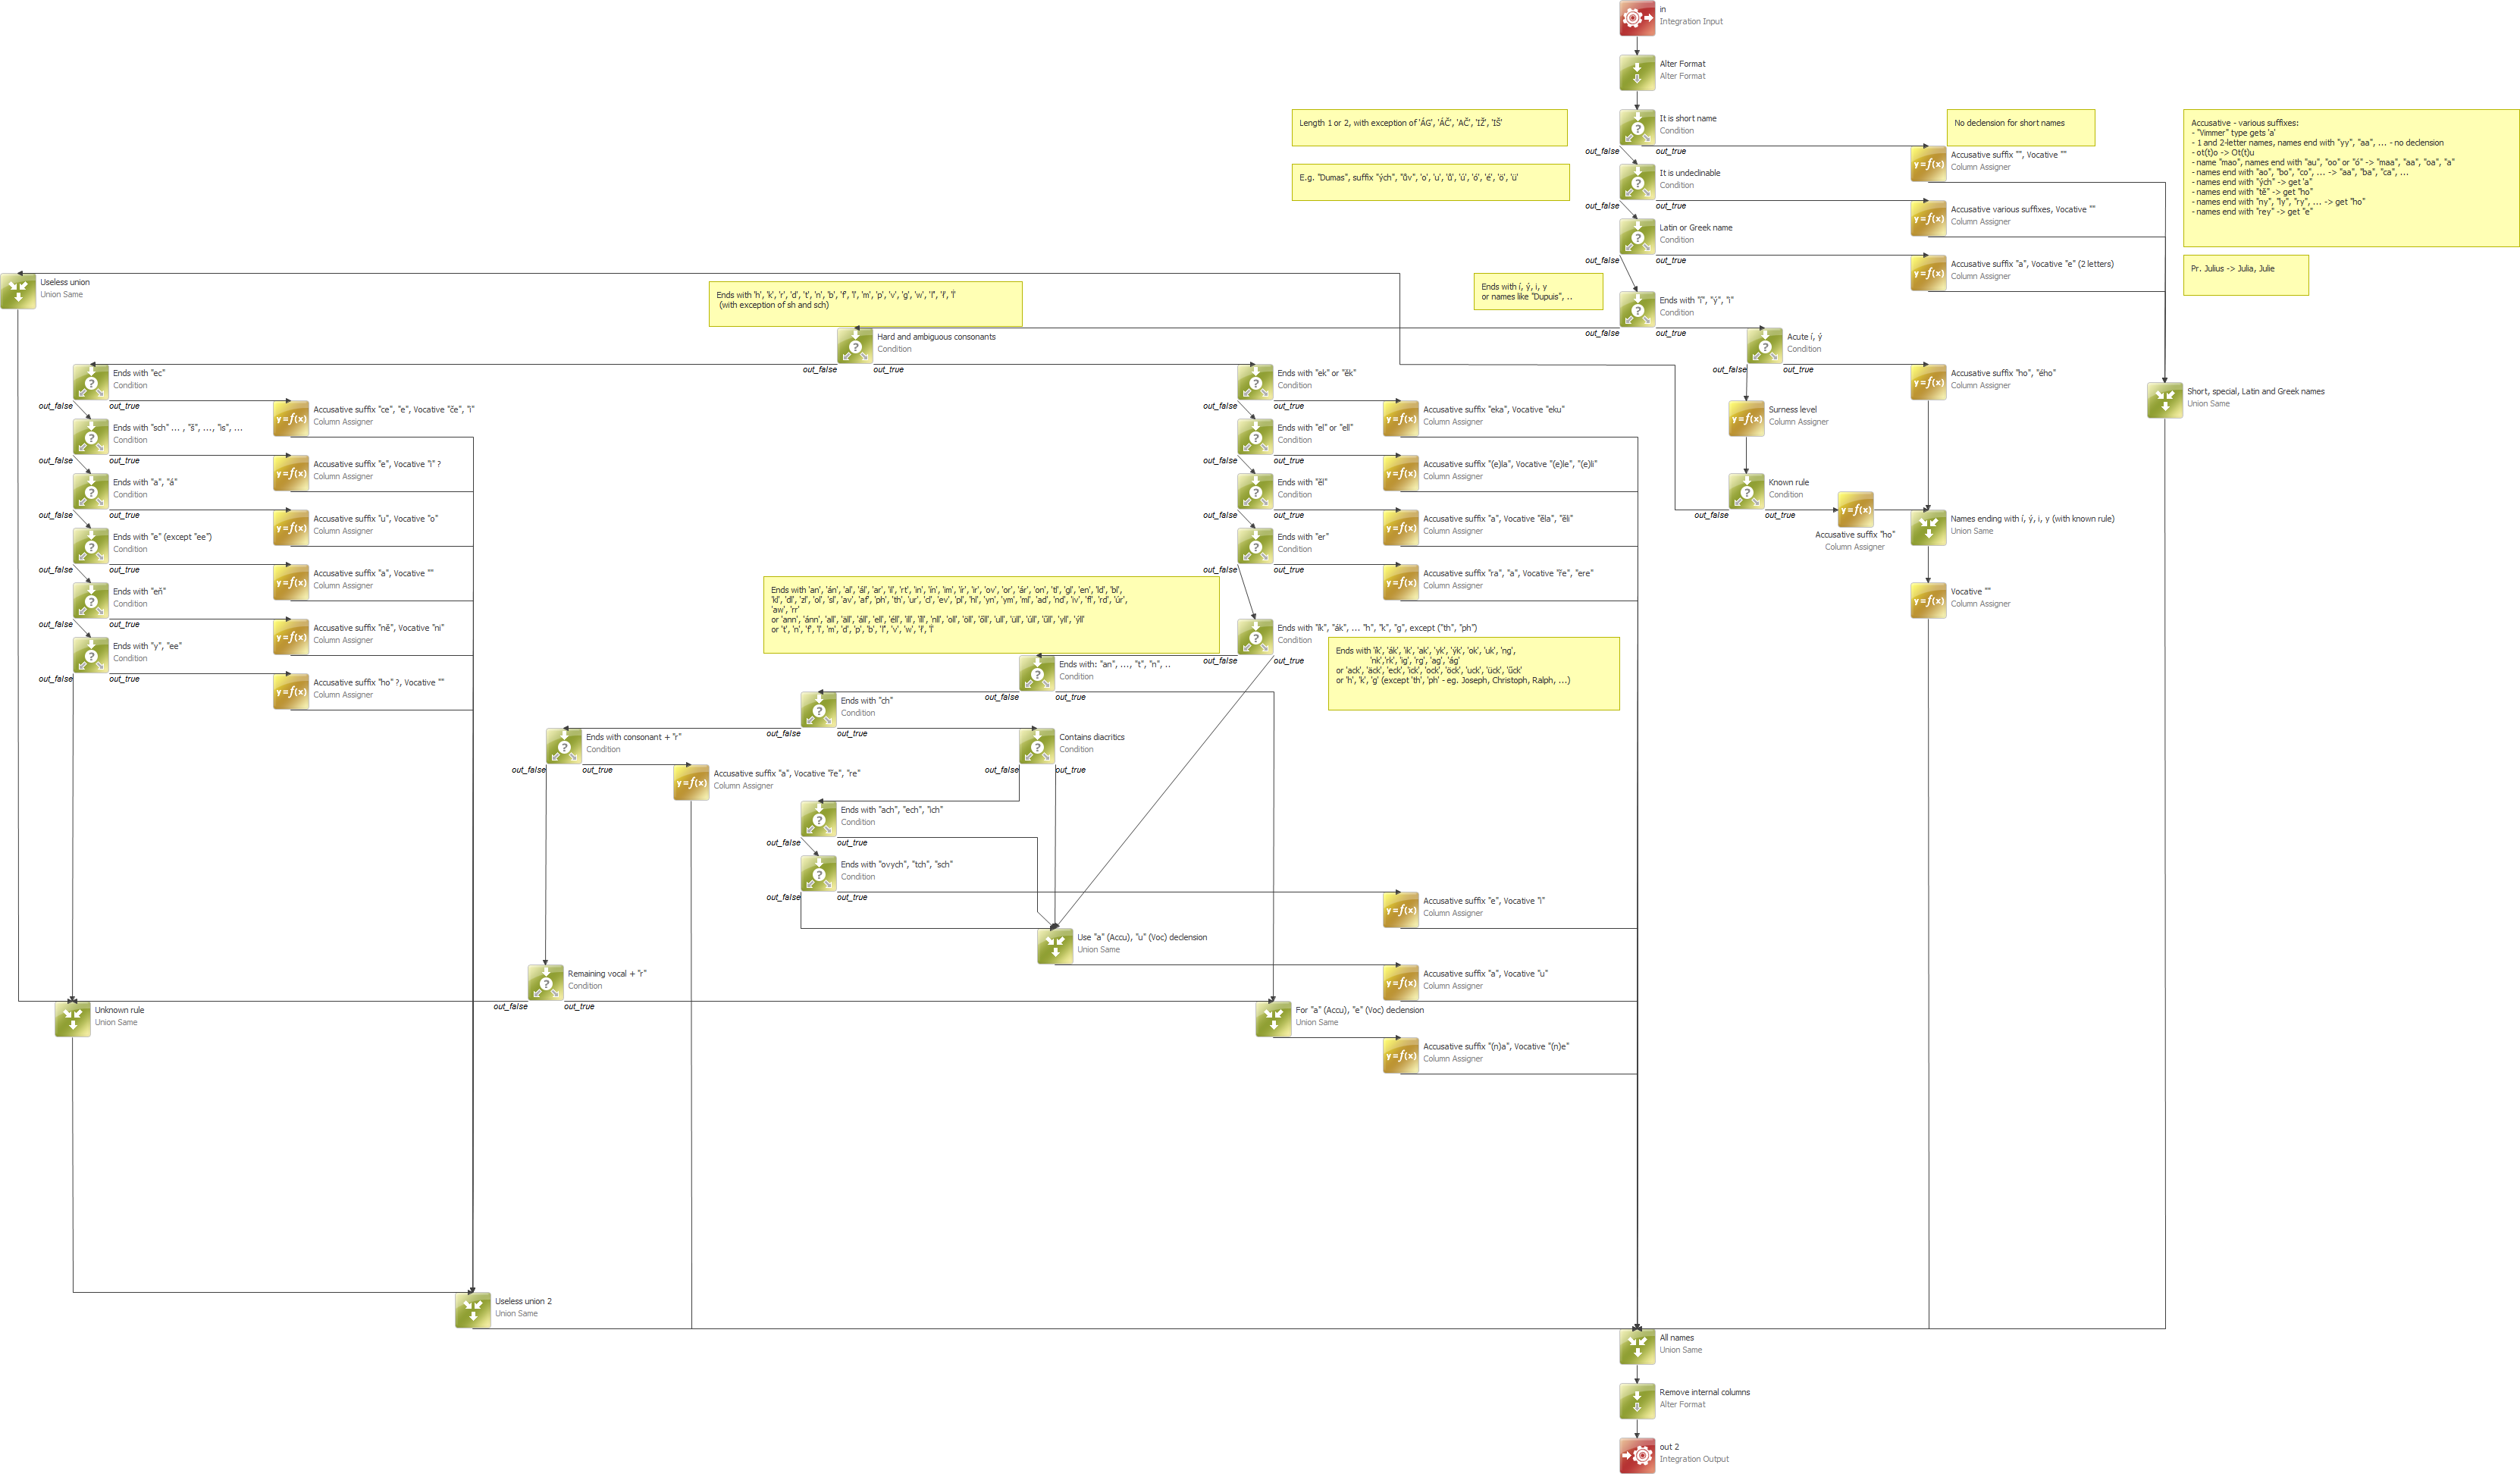 in
Integration Input
Alter Format
Alter Format
Length 1 or 2, with exception of 'ÁG', 'ÁČ', 'AČ', 'IŽ', 'IŠ'
It is short name
Condition
No declension for short names
out_false
out_true
Accusative suffix "", Vocative ""
Column Assigner
Accusative - various suffixes:
- "Vimmer" type gets 'a'
- 1 and 2-letter names, names end with "yy", "aa", ... - no declension
- ot(t)o -> Ot(t)u
- name "mao", names end with "au", "oo" or "ó" -> "maa", "aa", "oa", "a"
- names end with "ao", "bo", "co", ... -> "aa", "ba", "ca", ...
- names end with "ých" -> get 'a"
- names end with "tě" -> get "ho"
- names end with "ny", "ly", "ry", ... -> get "ho"
- names end with "rey" -> get "e"
E.g. "Dumas", suffix "ých", "ův", 'o', 'u', 'ů', 'ú', 'ó', 'é', 'ö', 'ü'
It is undeclinable
Condition
out_false
out_true
Accusative various suffixes, Vocative ""
Column Assigner
Latin or Greek name
Condition
out_false
out_true
Accusative suffix "a", Vocative "e" (2 letters)
Column Assigner
Pr. Julius -> Julia, Julie
Useless union
Union Same
Ends with 'h', 'k', 'r', 'd', 't', 'n', 'b', 'f', 'l', 'm', 'p', 'v', 'g', 'w', 'l'', 'ł', 'ľ'
(with exception of sh and sch)
Ends with í, ý, i, y
or names like "Dupuis", ..
Ends with "í", "ý", "i"
Condition
out_false
out_true
Hard and ambiguous consonants
Condition
out_false
out_true
Acute í, ý
Condition
out_false
out_true
Ends with "ec"
Condition
out_false
out_true
Accusative suffix "ce", "e", Vocative "če", "i"
Column Assigner
Ends with "ek" or "ěk"
Condition
out_false
out_true
Accusative suffix "eka", Vocative "eku"
Column Assigner
Accusative suffix "ho", "ého"
Column Assigner
Short, special, Latin and Greek names
Union Same
Surness level
Column Assigner
Ends with "sch" ... , "š", ..., "is", ...
Condition
out_false
out_true
Accusative suffix "e", Vocative "i" ?
Column Assigner
Ends with "el" or "ell"
Condition
out_false
out_true
Accusative suffix "(e)la", Vocative "(e)le", "(e)li"
Column Assigner
Ends with "a", "á"
Condition
out_false
out_true
Accusative suffix "u", Vocative "o"
Column Assigner
Ends with "ěl"
Condition
out_false
out_true
Accusative suffix "a", Vocative "ěla", "ěli"
Column Assigner
Known rule
Condition
out_false
out_true
Accusative suffix "ho"
Column Assigner
Names ending with í, ý, i, y (with known rule)
Union Same
Ends with "e" (except "ee")
Condition
out_false
out_true
Accusative suffix "a", Vocative ""
Column Assigner
Ends with "er"
Condition
out_false
out_true
Accusative suffix "ra", "a", Vocative "ře", "ere"
Column Assigner
Vocative ""
Column Assigner
Ends with "eň"
Condition
out_false
out_true
Accusative suffix "ně", Vocative "ni"
Column Assigner
Ends with 'an', 'án', 'al', 'ál', 'ar', 'il', 'rt', 'in', 'ín', 'im', 'ír', 'ir', 'ov', 'or', 'ár', 'on', 'tl', 'gl', 'en', 'ld', 'bl',
'kl', 'dl', 'zl', 'ol', 'sl', 'av', 'af', 'ph', 'th', 'ur', 'cl', 'ev', 'pl', 'hl', 'yn', 'ym', 'ml', 'ad', 'nd', 'iv', 'fl', 'rd', 'úr',
'aw', 'rr'
or 'ann', 'ánn', 'all', 'äll', 'áll', 'ell', 'éll', 'ill', 'íll', 'nll', 'oll', 'öll', 'őll', 'ull', 'üll', 'úll', 'űll', 'yll', 'ýll'
or 't', 'n', 'f', 'l', 'm', 'd', 'p', 'b', 'l'', 'v', 'w', 'ł', 'ľ'
Ends with "ík", "ák", ... "h", "k", "g", except ("th", "ph")
Condition
out_false
out_true
Ends with 'ík', 'ák', 'ik', 'ak', 'yk', 'ýk', 'ok', 'uk', 'ng',
'nk','rk', 'ig', 'rg', 'ag', 'ág'
or 'ack', 'äck', 'eck', 'ick', 'ock', 'öck', 'uck', 'ück', 'űck'
or 'h', 'k', 'g' (except 'th', 'ph' - eg. Joseph, Christoph, Ralph, ...)
Ends with "y", "ee"
Condition
out_false
out_true
Accusative suffix "ho" ?, Vocative ""
Column Assigner
Ends with: "an", ..., "t", "n", ..
Condition
out_false
out_true
Ends with "ch"
Condition
out_false
out_true
Ends with consonant + "r"
Condition
out_false
out_true
Contains diacritics
Condition
out_false
out_true
Accusative suffix "a", Vocative "ře", "re"
Column Assigner
Ends with "ach", "ech", "ich"
Condition
out_false
out_true
Ends with "ovych", "tch", "sch"
Condition
out_false
out_true
Accusative suffix "e", Vocative "i"
Column Assigner
Use "a" (Accu), "u" (Voc) declension
Union Same
Remaining vocal + "r"
Condition
out_false
out_true
Accusative suffix "a", Vocative "u"
Column Assigner
Unknown rule
Union Same
For "a" (Accu), "e" (Voc) declension
Union Same
Accusative suffix "(n)a", Vocative "(n)e"
Column Assigner
Useless union 2
Union Same
All names
Union Same
Remove internal columns
Alter Format
out 2
Integration Output